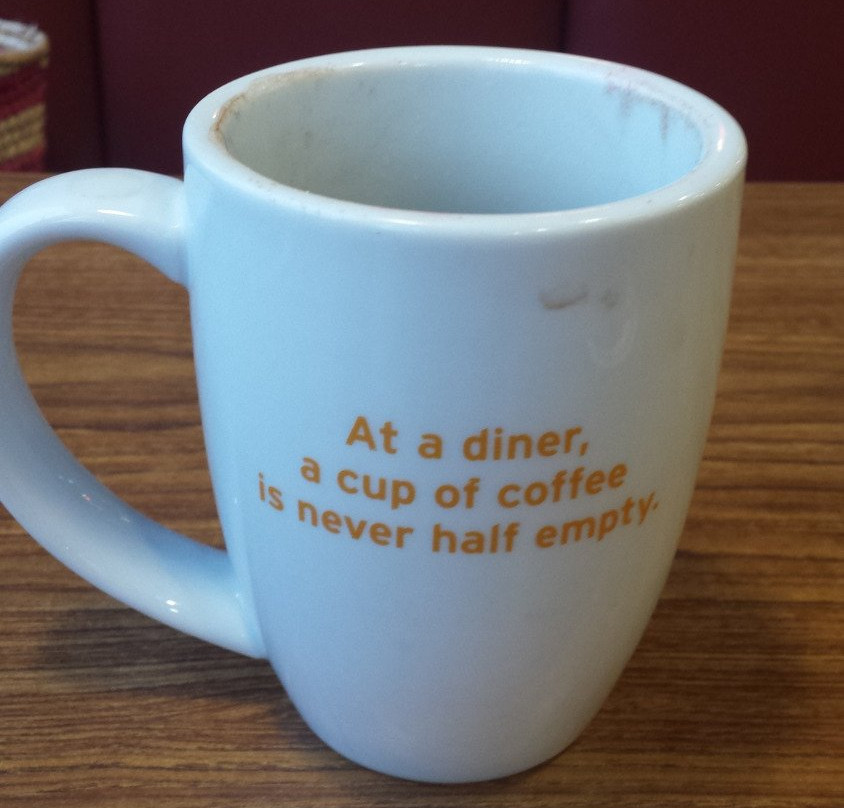 At a diner,
a cup of coffee
is never half empty.